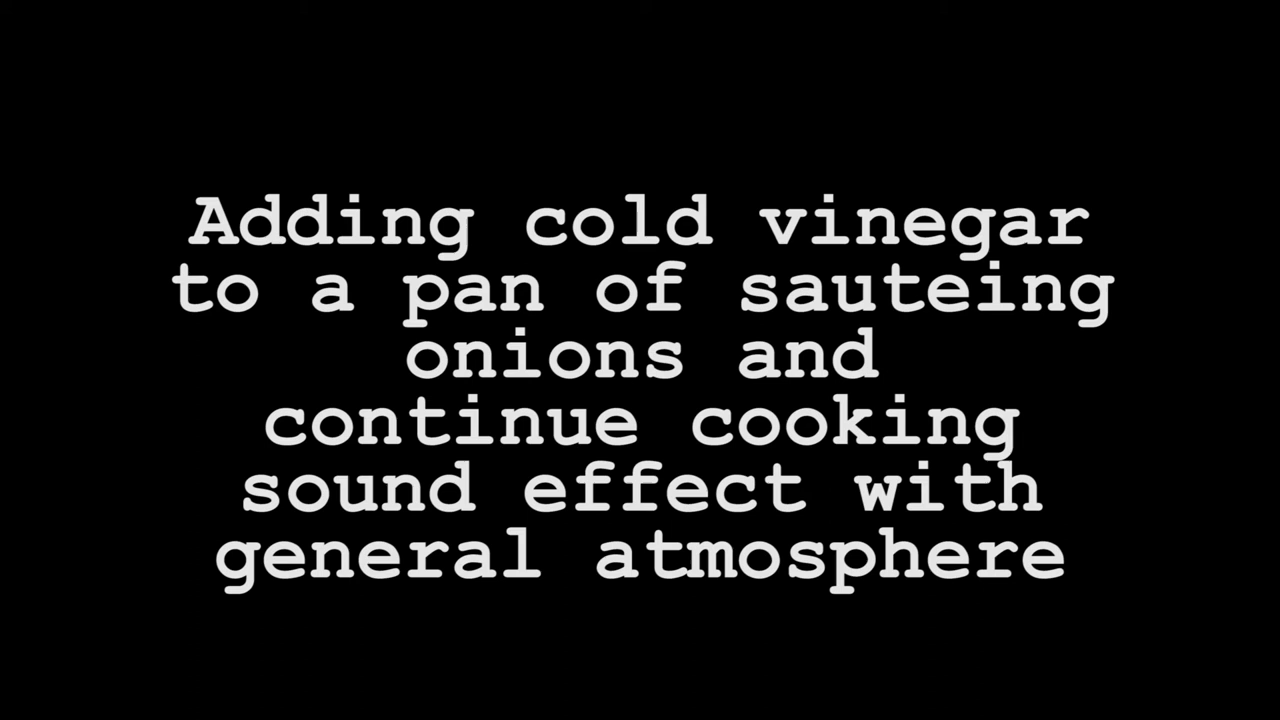 Adding cold vinegar
to a pan of sauteing
onions and
continue cooking
sound effect with
general atmosphere